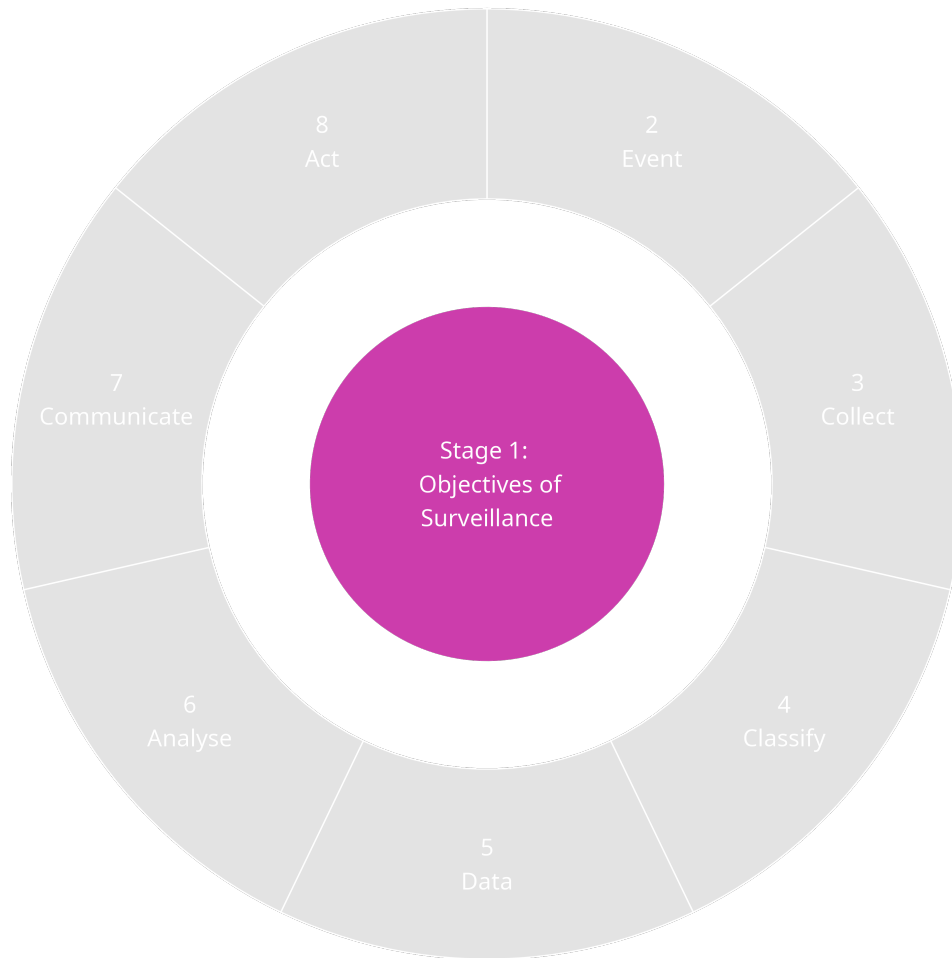 Stage 1:
Objectives of
Surveillance
2
Event
3
Collect
4
Classify
5
Data
6
Analyse
7
Communicate
8
Act